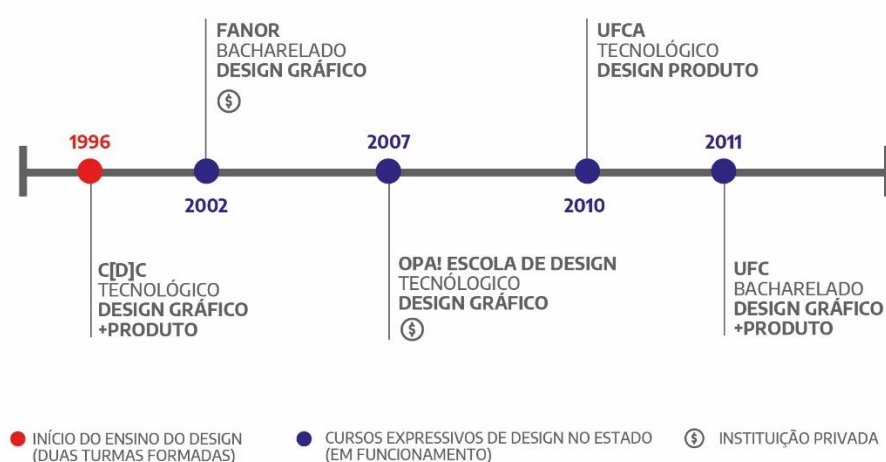 FANOR
BACHARELADO
DESIGN GRÁFICO
$
UFCA
TECNOLÓGICO
DESIGN PRODUTO
1996
2007
2011
2002
2010
C[D]C
TECNOLÓGICO
DESIGN GRÁFICO
+PRODUTO
OPA! ESCOLA DE DESIGN
TECNÓLOGICO
DESIGN GRÁFICO
$
UFC
BACHARELADO
DESIGN GRÁFICO
+PRODUTO
INÍCIO DO ENSINO DO DESIGN
(DUAS TURMAS FORMADAS)
CURSOS EXPRESSIVOS DE DESIGN NO ESTADO
(EM FUNCIONAMENTO)
$ INSTITUIÇÃO PRIVADA